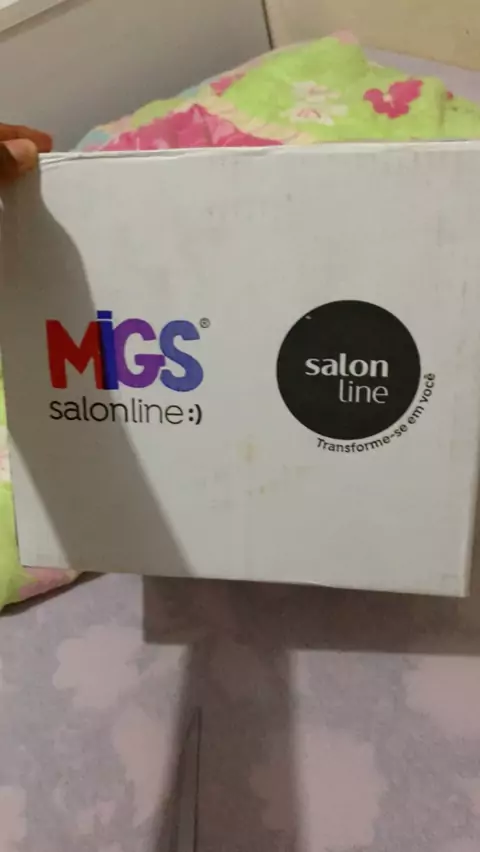 MiGS®
salonline:)
salon
line
Transforme-se em você